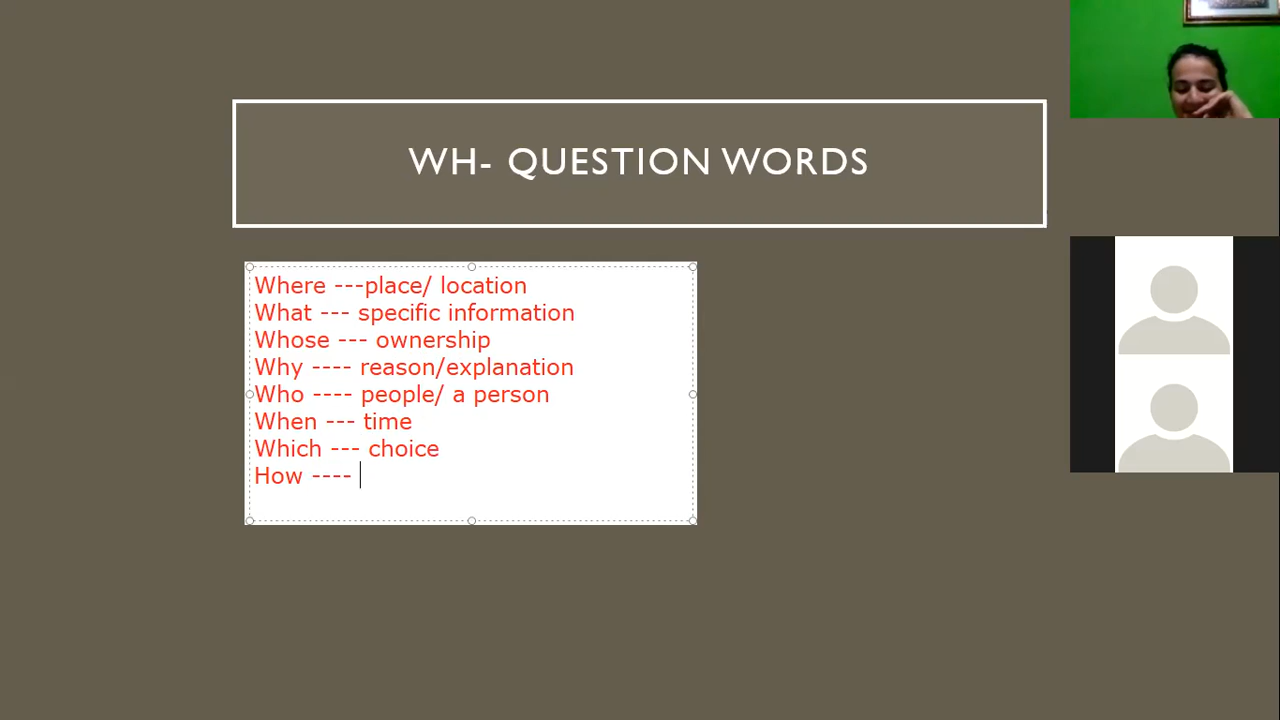 WH- QUESTION WORDS
Where ---place/ location
What --- specific information
Whose --- ownership
Why ---- reason/explanation
Who ---- people/ a person
When --- time
Which --- choice
How ----